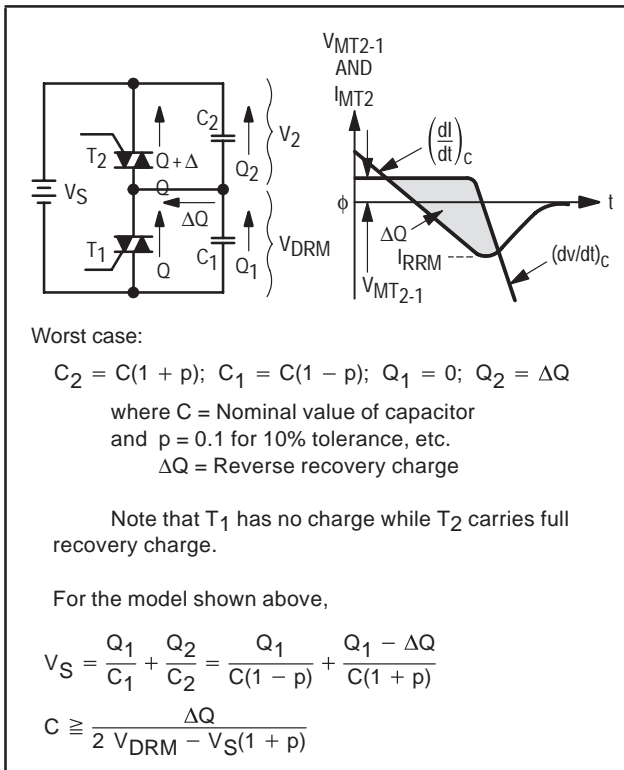 V_MT2-1
AND
I_MT2
(dI/dt)_C
C_2
V_2
T_2
Q + Δ
Q
Q_2
V_S
ΔQ
T_1
Q
C_1
Q_1
V_DRM
ϕ
t
ΔQ
I_RRM
V_MT2-1
(dv/dt)_C
Worst case:
C_2 = C(1 + p); C_1 = C(1 − p); Q_1 = 0; Q_2 = ΔQ
where C = Nominal value of capacitor
and p = 0.1 for 10% tolerance, etc.
ΔQ = Reverse recovery charge
Note that T_1 has no charge while T_2 carries full
recovery charge.
For the model shown above,
V_S = Q_1/C_1 + Q_2/C_2 = Q_1/C(1 − p) + Q_1 − ΔQ/C(1 + p)
C ≧ ΔQ/2 V_DRM − V_S(1 + p)